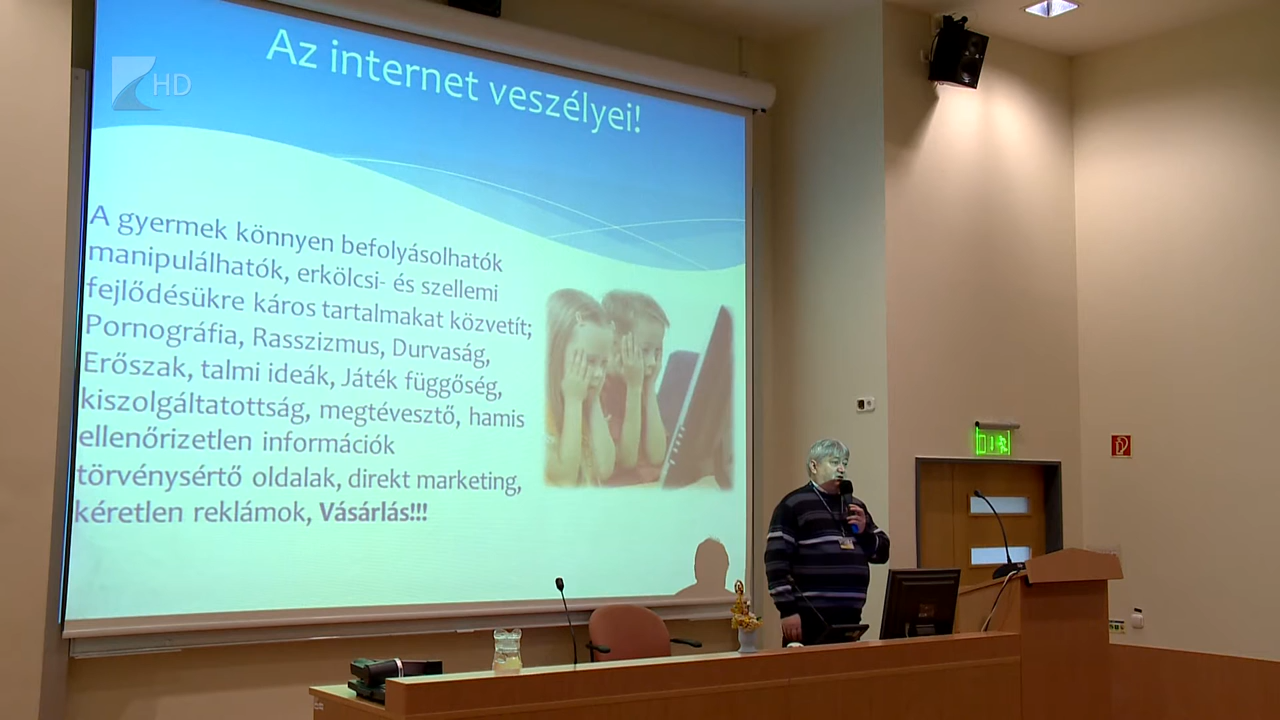 HD
Az internet veszélyei!
A gyermek könnyen befolyásolhatók
manipulálhatók, erkölcsi- és szellemi
fejlődésükre káros tartalmakat közvetít;
Pornográfia, Rasszizmus, Durvaság,
Erőszak, talmi ideák, Játék függőség,
kiszolgáltatottság, megtévesztő, hamis
ellenőrizetlen információk
törvénysértő oldalak, direkt marketing,
kéretlen reklámok, Vásárlás!!!